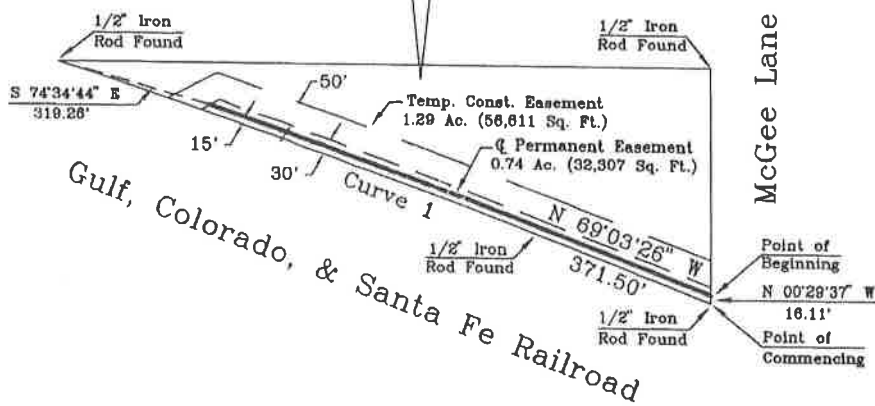 1/2" Iron
Rod Found
1/2" Iron
Rod Found
McGee Lane
50'
S 74°34'44" E
319.26'
Temp. Const. Easement
1.29 Ac. (56,611 Sq. Ft.)
15'
℄ Permanent Easement
0.74 Ac. (32,307 Sq. Ft.)
30'
Curve 1
N 69°03'26" W
371.50'
Gulf, Colorado, & Santa Fe Railroad
1/2" Iron
Rod Found
Point of
Beginning
N 00°29'37" W
16.11'
1/2" Iron
Rod Found
Point of
Commencing